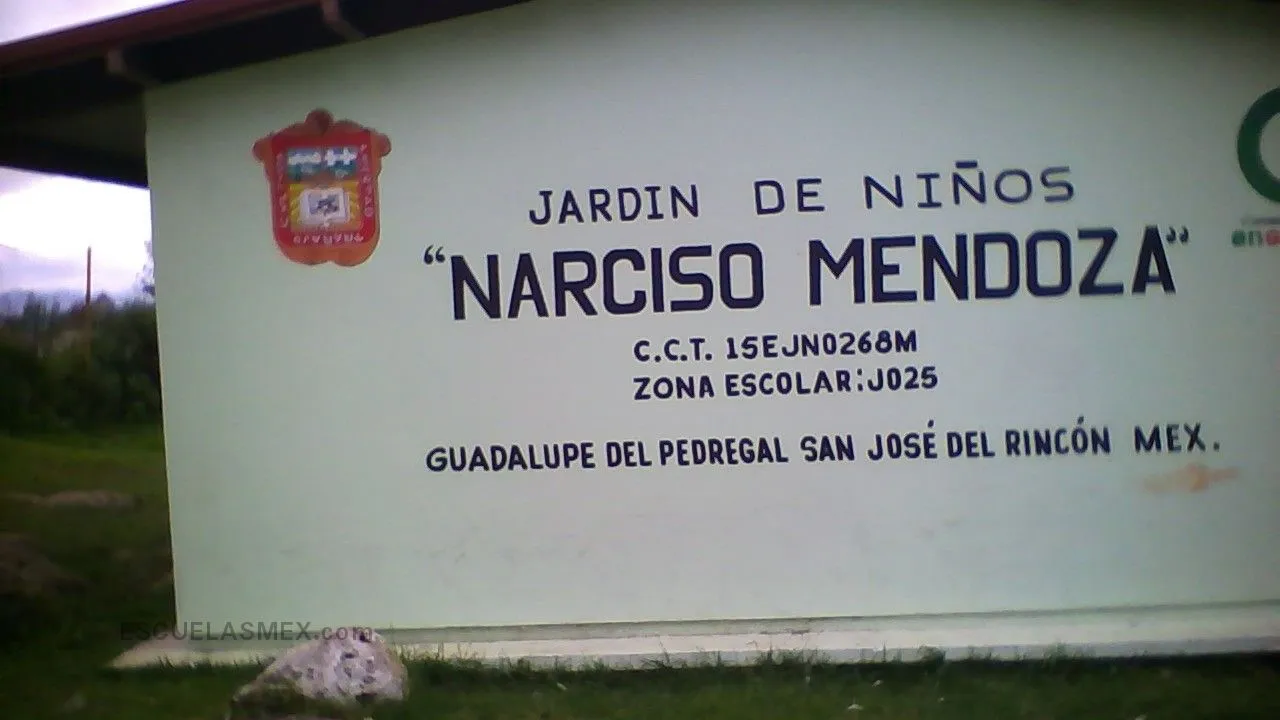 JARDIN DE NIÑOS
“NARCISO MENDOZA”
C.C.T. 15EJN0268M
ZONA ESCOLAR:J025
GUADALUPE DEL PEDREGAL SAN JOSÉ DEL RINCÓN MEX.
ESCUELASMEX.com